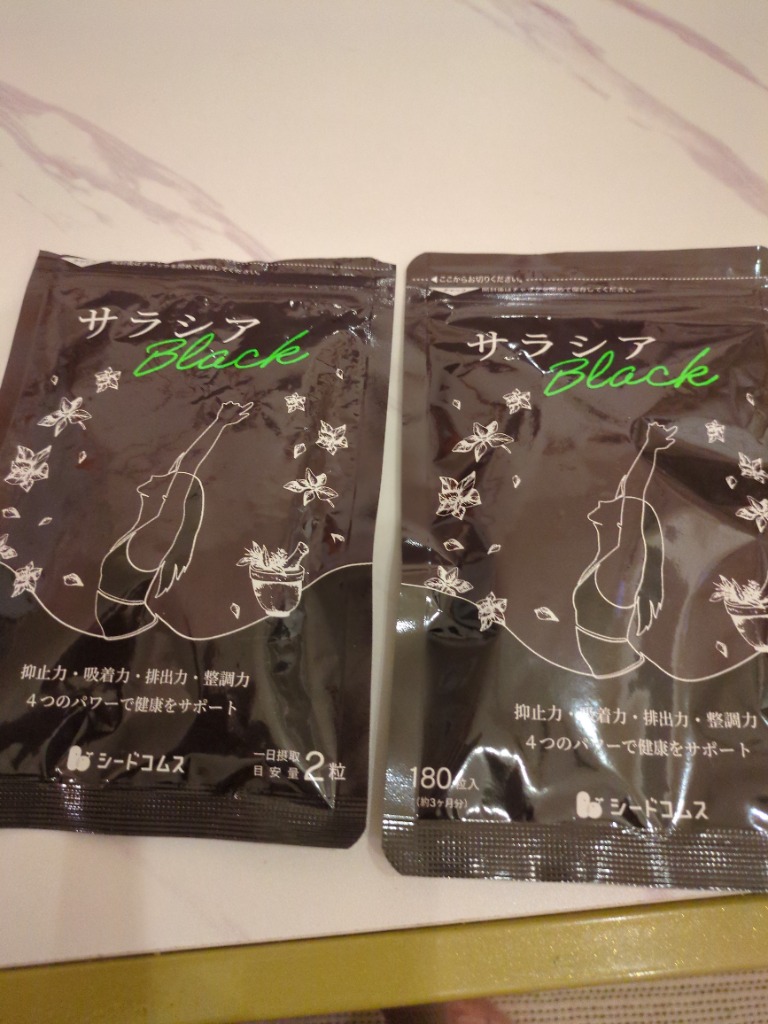 サラシア
Black
抑止力・吸着力・排出力・整調力
4つのパワーで健康をサポート
シードコムス
一日摂取
目安量 2粒
◀ここからお切りください。
サラシア
Black
抑止力・吸着力・排出力・整調力
4つのパワーで健康をサポート
180粒入
(約3ヶ月分)
シードコムス